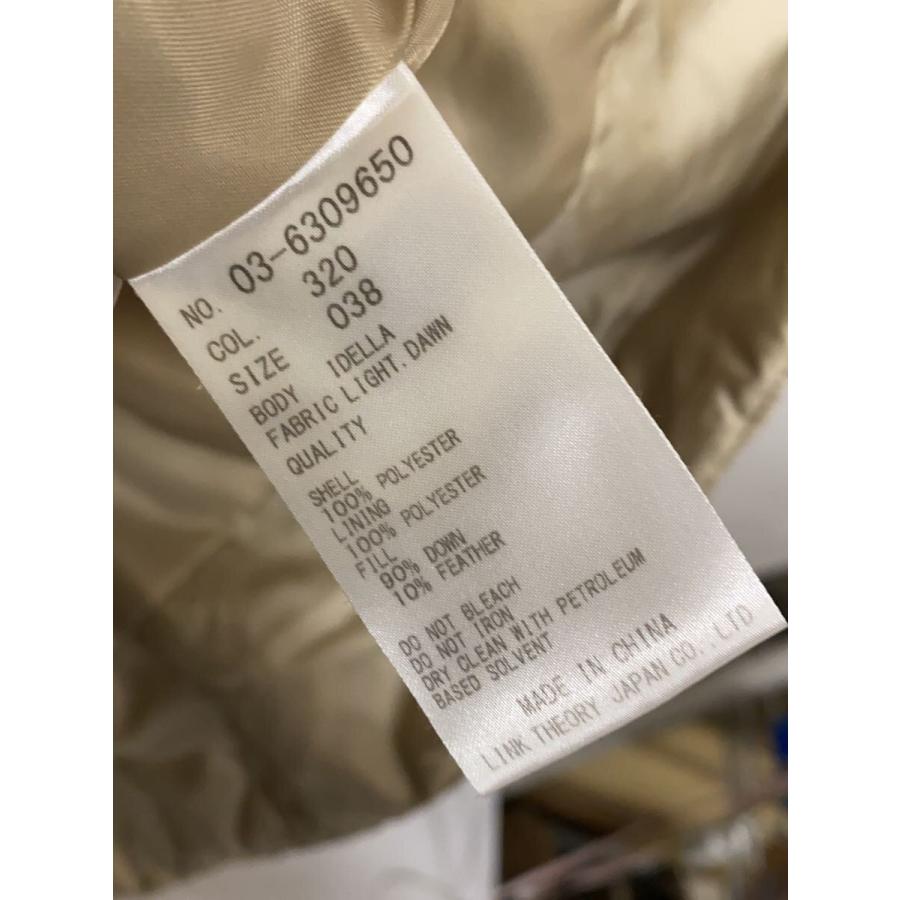 NO. 03-6309650
COL. 320
SIZE 038
BODY IDELLA
FABRIC LIGHT.DAWN
QUALITY
SHELL
100% POLYESTER
LINING
100% POLYESTER
FILL
90% DOWN
10% FEATHER
DO NOT BLEACH
DO NOT IRON
DRY CLEAN WITH PETROLEUM
BASED SOLVENT
MADE IN CHINA
LINK THEORY JAPAN CO.,LTD